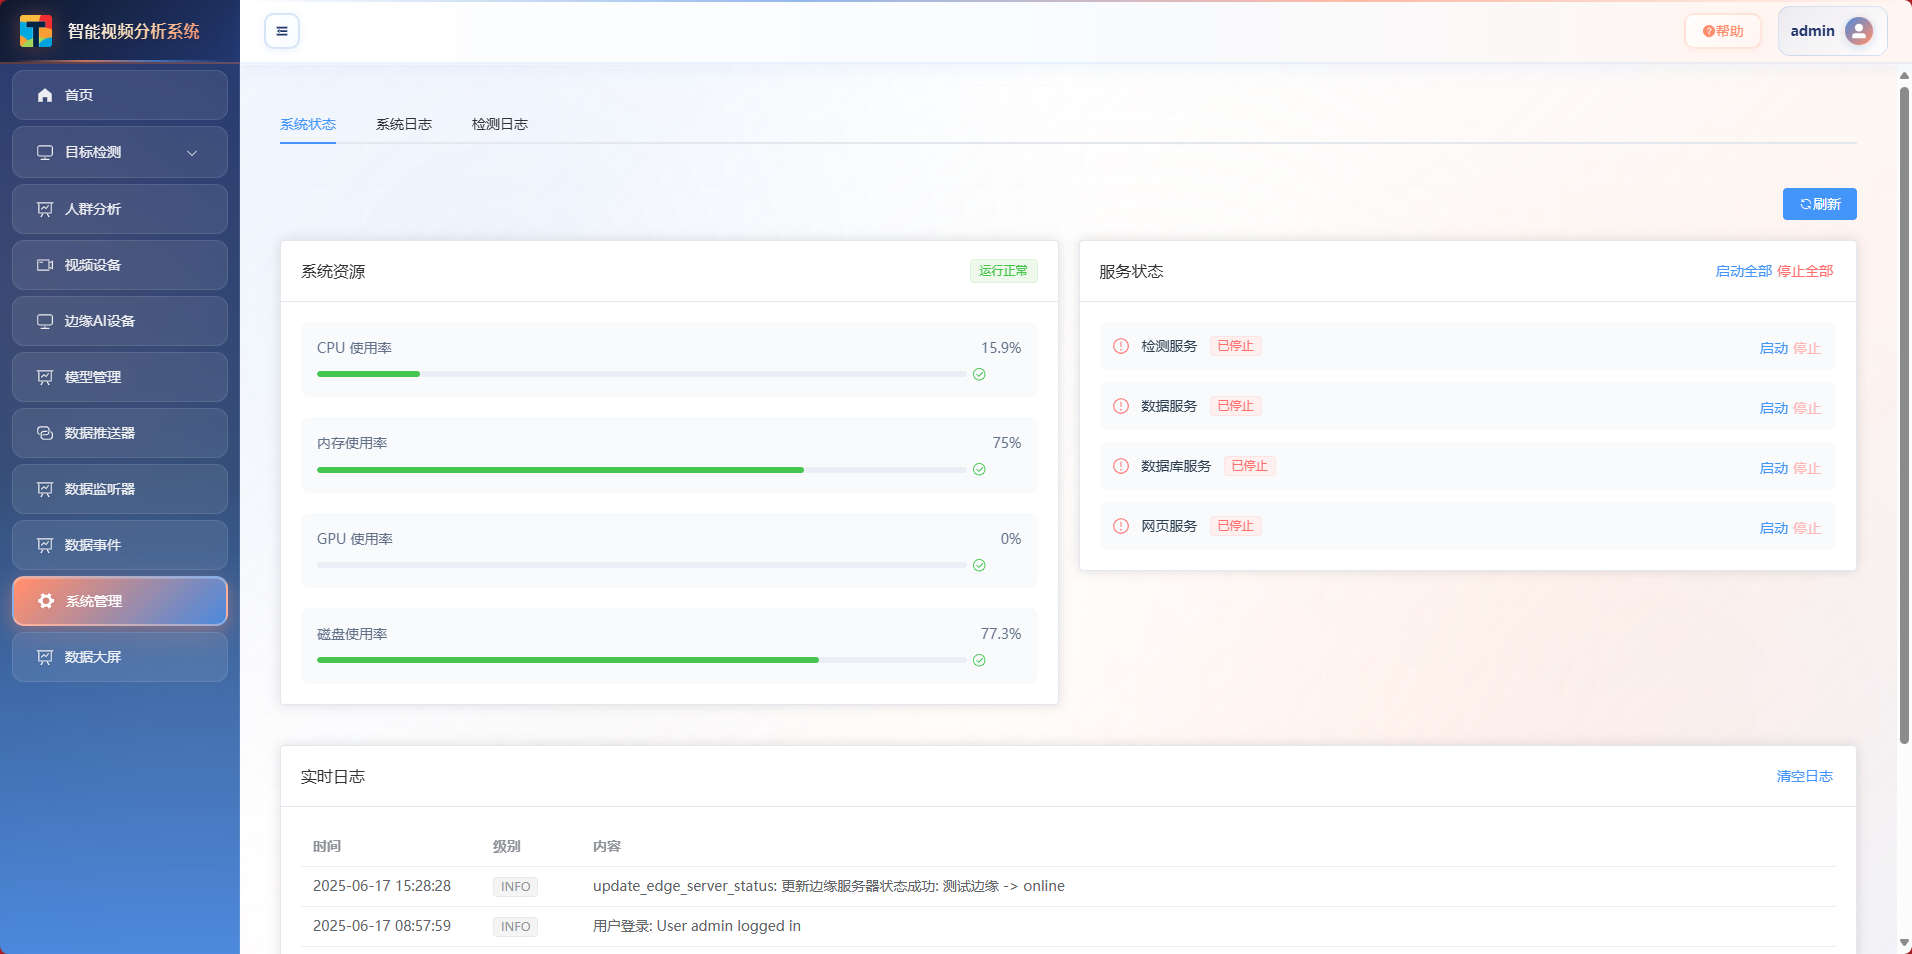 智能视频分析系统
帮助
admin
首页
目标检测
人群分析
视频设备
边缘AI设备
模型管理
数据推送器
数据监听器
数据事件
系统管理
数据大屏
系统状态 系统日志 检测日志
刷新
系统资源 运行正常
CPU 使用率 15.9%
内存使用率 75%
GPU 使用率 0%
磁盘使用率 77.3%
服务状态 启动全部 停止全部
检测服务 已停止 启动 停止
数据服务 已停止 启动 停止
数据库服务 已停止 启动 停止
网页服务 已停止 启动 停止
实时日志 清空日志
时间 级别 内容
2025-06-17 15:28:28 INFO update_edge_server_status: 更新边缘服务器状态成功: 测试边缘 -> online
2025-06-17 08:57:59 INFO 用户登录: User admin logged in